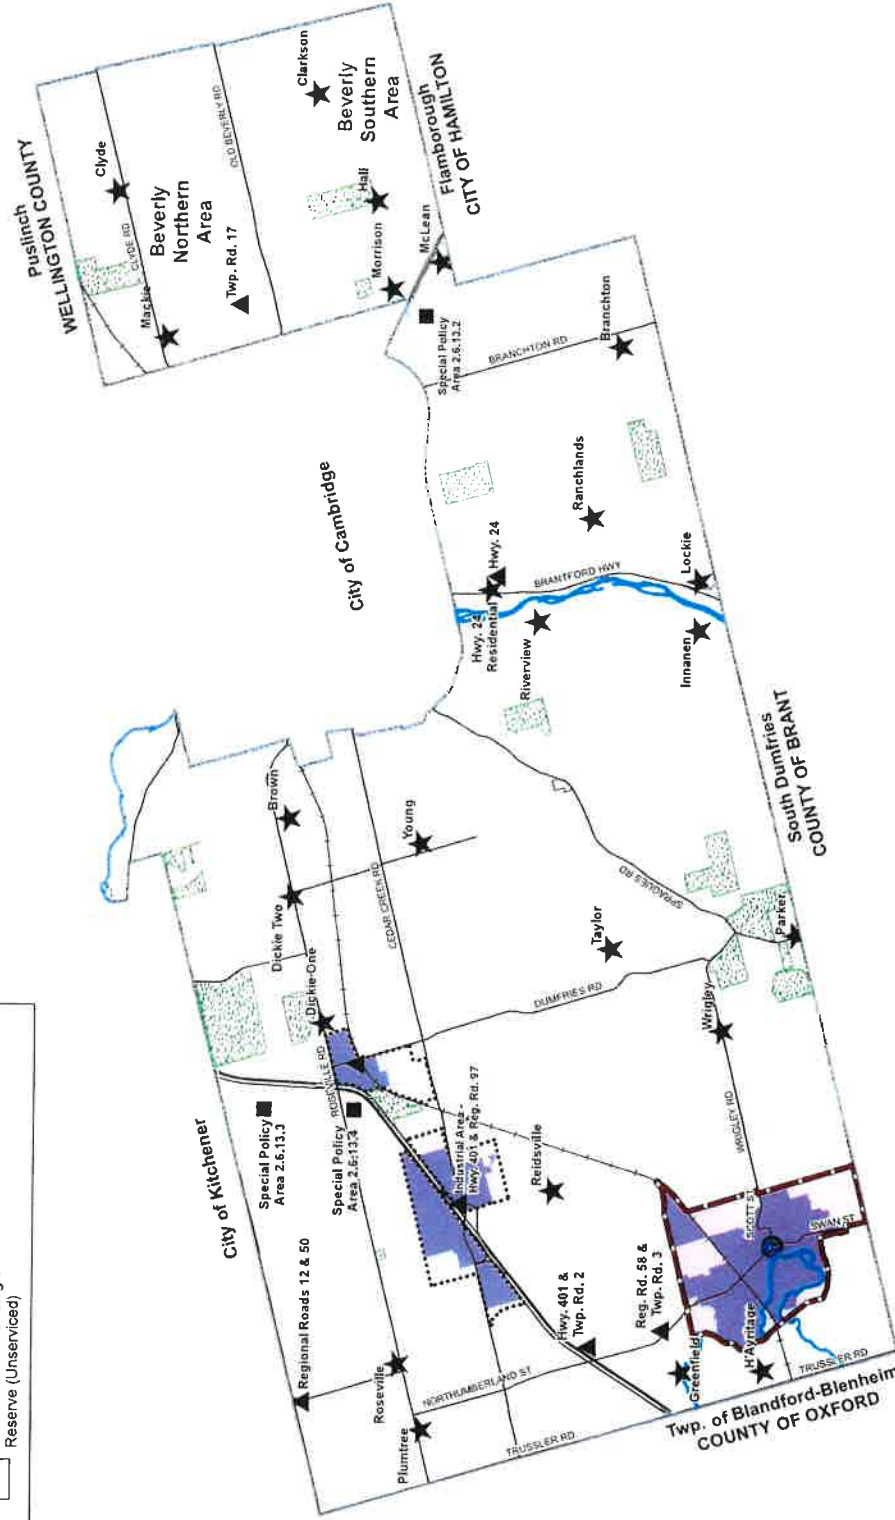 Reserve (Unserviced)
Puslinch
WELLINGTON COUNTY
Clyde
CLYDE RD
Mackie
Beverly
Northern
Area
Twp. Rd. 17
OLD BEVERLY RD
Clarkson
Beverly
Southern
Area
Hall
Morrison
McLean
Flamborough
CITY OF HAMILTON
Special Policy
Area 2.6.13.2
BRANCHTON RD
Branchton
City of Cambridge
Ranchlands
Hwy. 24
Hwy. 24
Residential
BRANTFORD HWY
Lockie
Riverview
Innanen
South Dumfries
COUNTY OF BRANT
Brown
Young
Dickie Two
CEDAR CREEK RD
SPRAGUES RD
Taylor
Parker
Dickie-One
DUMFRIES RD
Wrigley
City of Kitchener
ROSEVILLE RD
Special Policy
Area 2.6.13.3
Special Policy
Area 2.6.13.4
Industrial Area -
Hwy. 401 & Reg. Rd. 97
Reidsville
WRIGLEY RD
SCOTT ST
SWAN ST
Regional Roads 12 & 50
Hwy. 401 &
Twp. Rd. 2
Reg. Rd. 58 &
Twp. Rd. 3
Roseville
NORTHUMBERLAND ST
Greenfield
H'Ayritage
Plumtree
TRUSSLER RD
TRUSSLER RD
Twp. of Blandford-Blenheim
COUNTY OF OXFORD